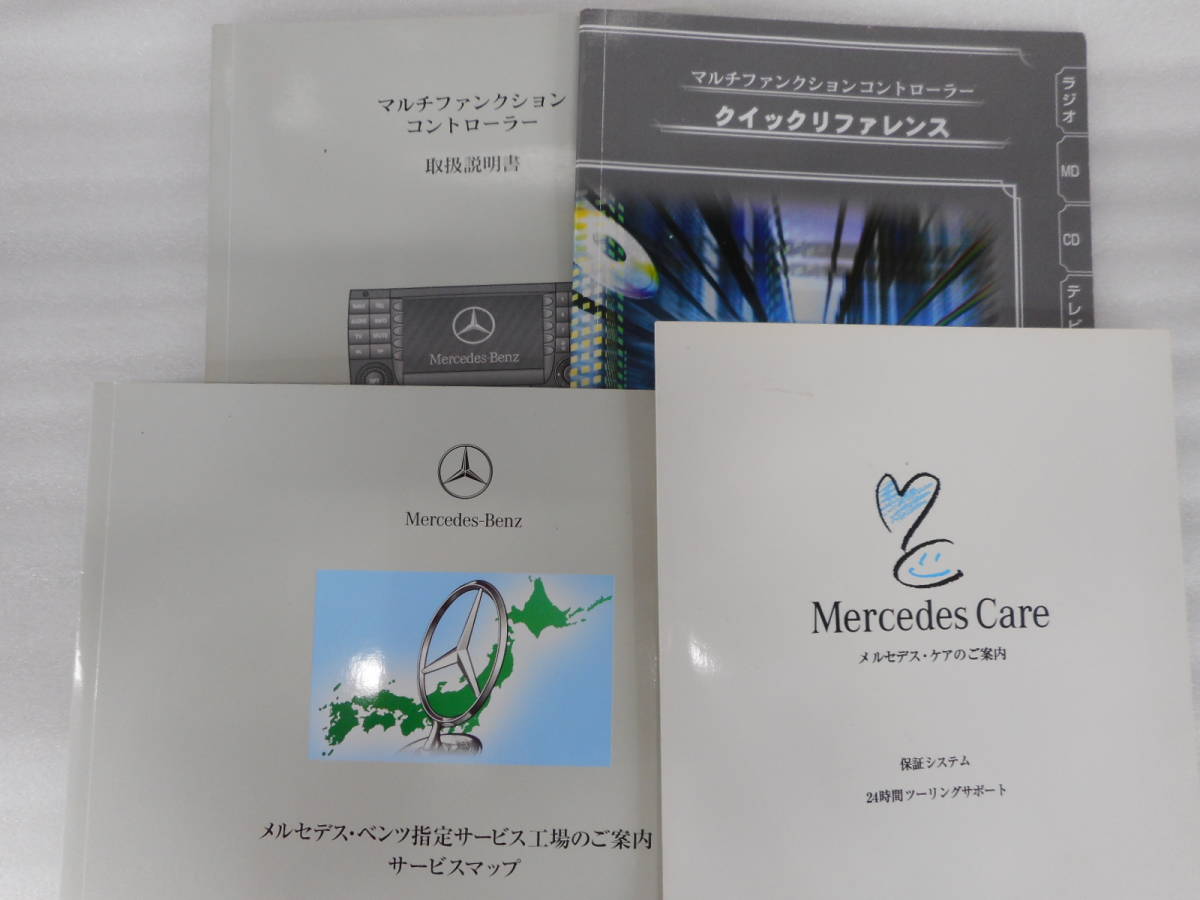 マルチファンクション
コントローラー
取扱説明書
Mercedes-Benz
マルチファンクションコントローラー
クイックリファレンス
ラジオ
MD
CD
テレビ
Mercedes-Benz
メルセデス・ベンツ指定サービス工場のご案内
サービスマップ
Mercedes Care
メルセデス・ケアのご案内
保証システム
24時間ツーリングサポート